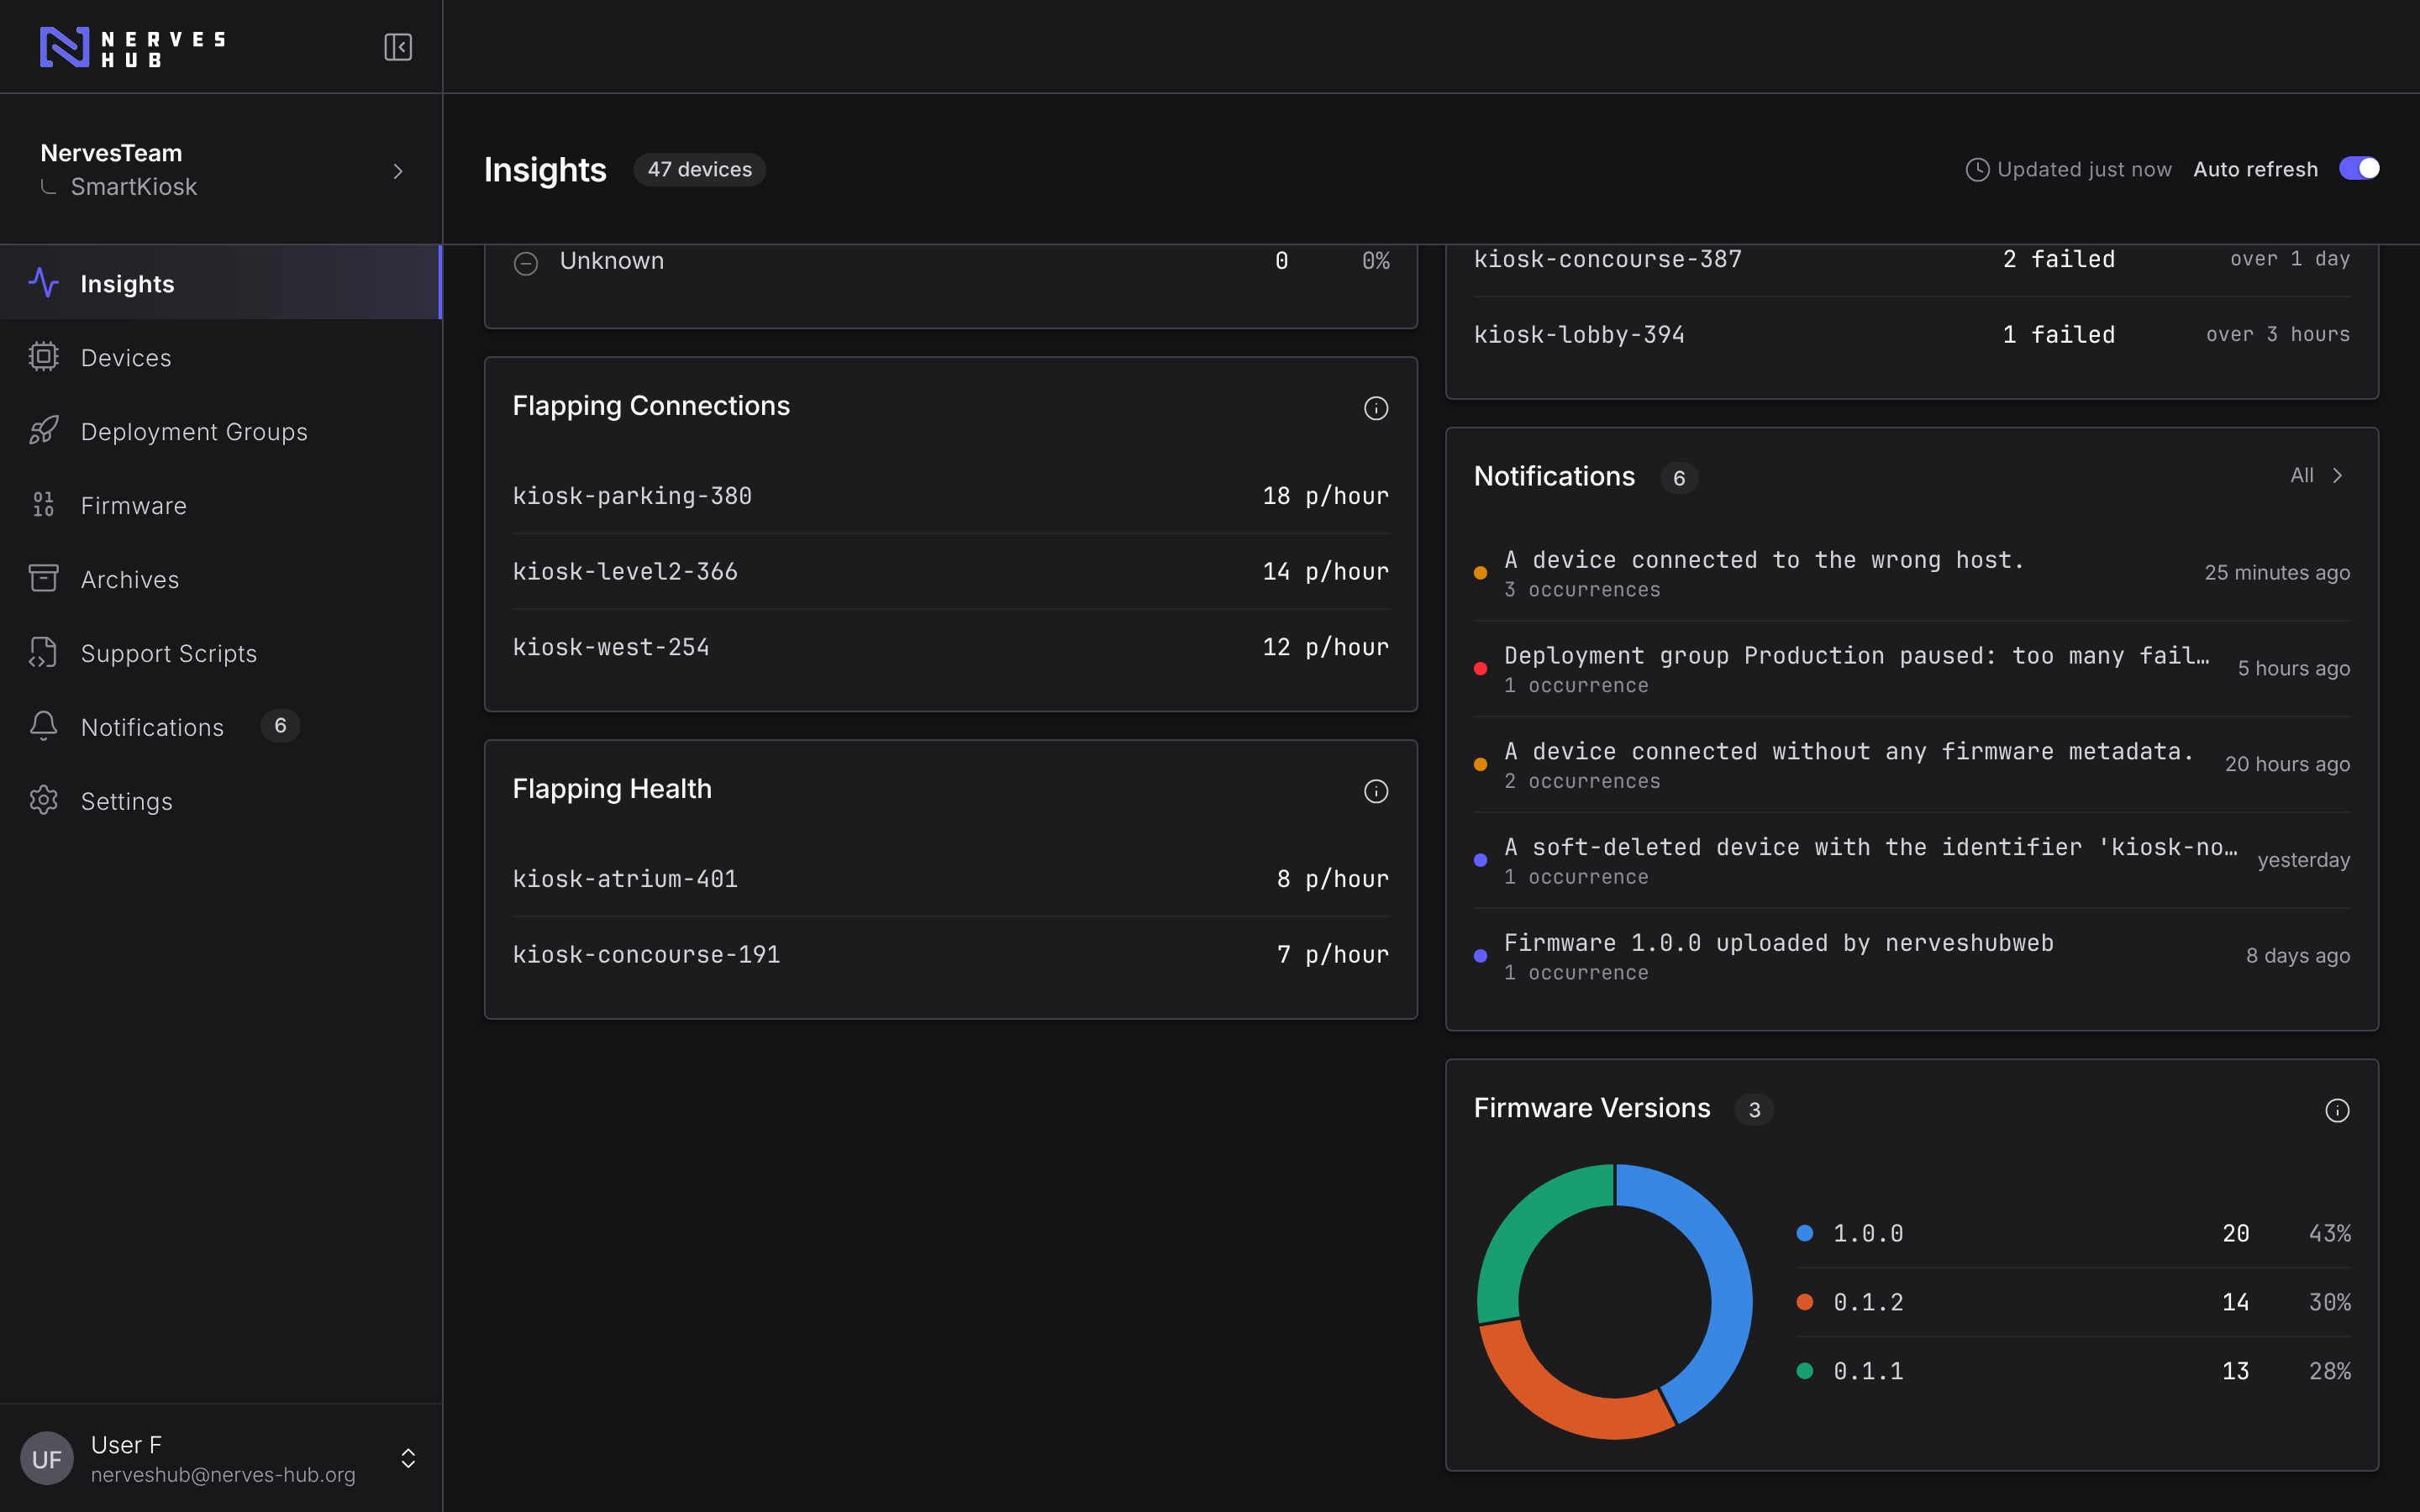 NERVES
HUB
NervesTeam
SmartKiosk
Insights
Devices
Deployment Groups
Firmware
Archives
Support Scripts
Notifications 6
Settings
UF
User F
nerveshub@nerves-hub.org
Insights 47 devices
Updated just now Auto refresh
Unknown 0 0%
Flapping Connections
kiosk-parking-380 18 p/hour
kiosk-level2-366 14 p/hour
kiosk-west-254 12 p/hour
Flapping Health
kiosk-atrium-401 8 p/hour
kiosk-concourse-191 7 p/hour
kiosk-concourse-387 2 failed over 1 day
kiosk-lobby-394 1 failed over 3 hours
Notifications 6 All
A device connected to the wrong host. 25 minutes ago
3 occurrences
Deployment group Production paused: too many fail… 5 hours ago
1 occurrence
A device connected without any firmware metadata. 20 hours ago
2 occurrences
A soft-deleted device with the identifier 'kiosk-no… yesterday
1 occurrence
Firmware 1.0.0 uploaded by nerveshubweb 8 days ago
1 occurrence
Firmware Versions 3
1.0.0 20 43%
0.1.2 14 30%
0.1.1 13 28%